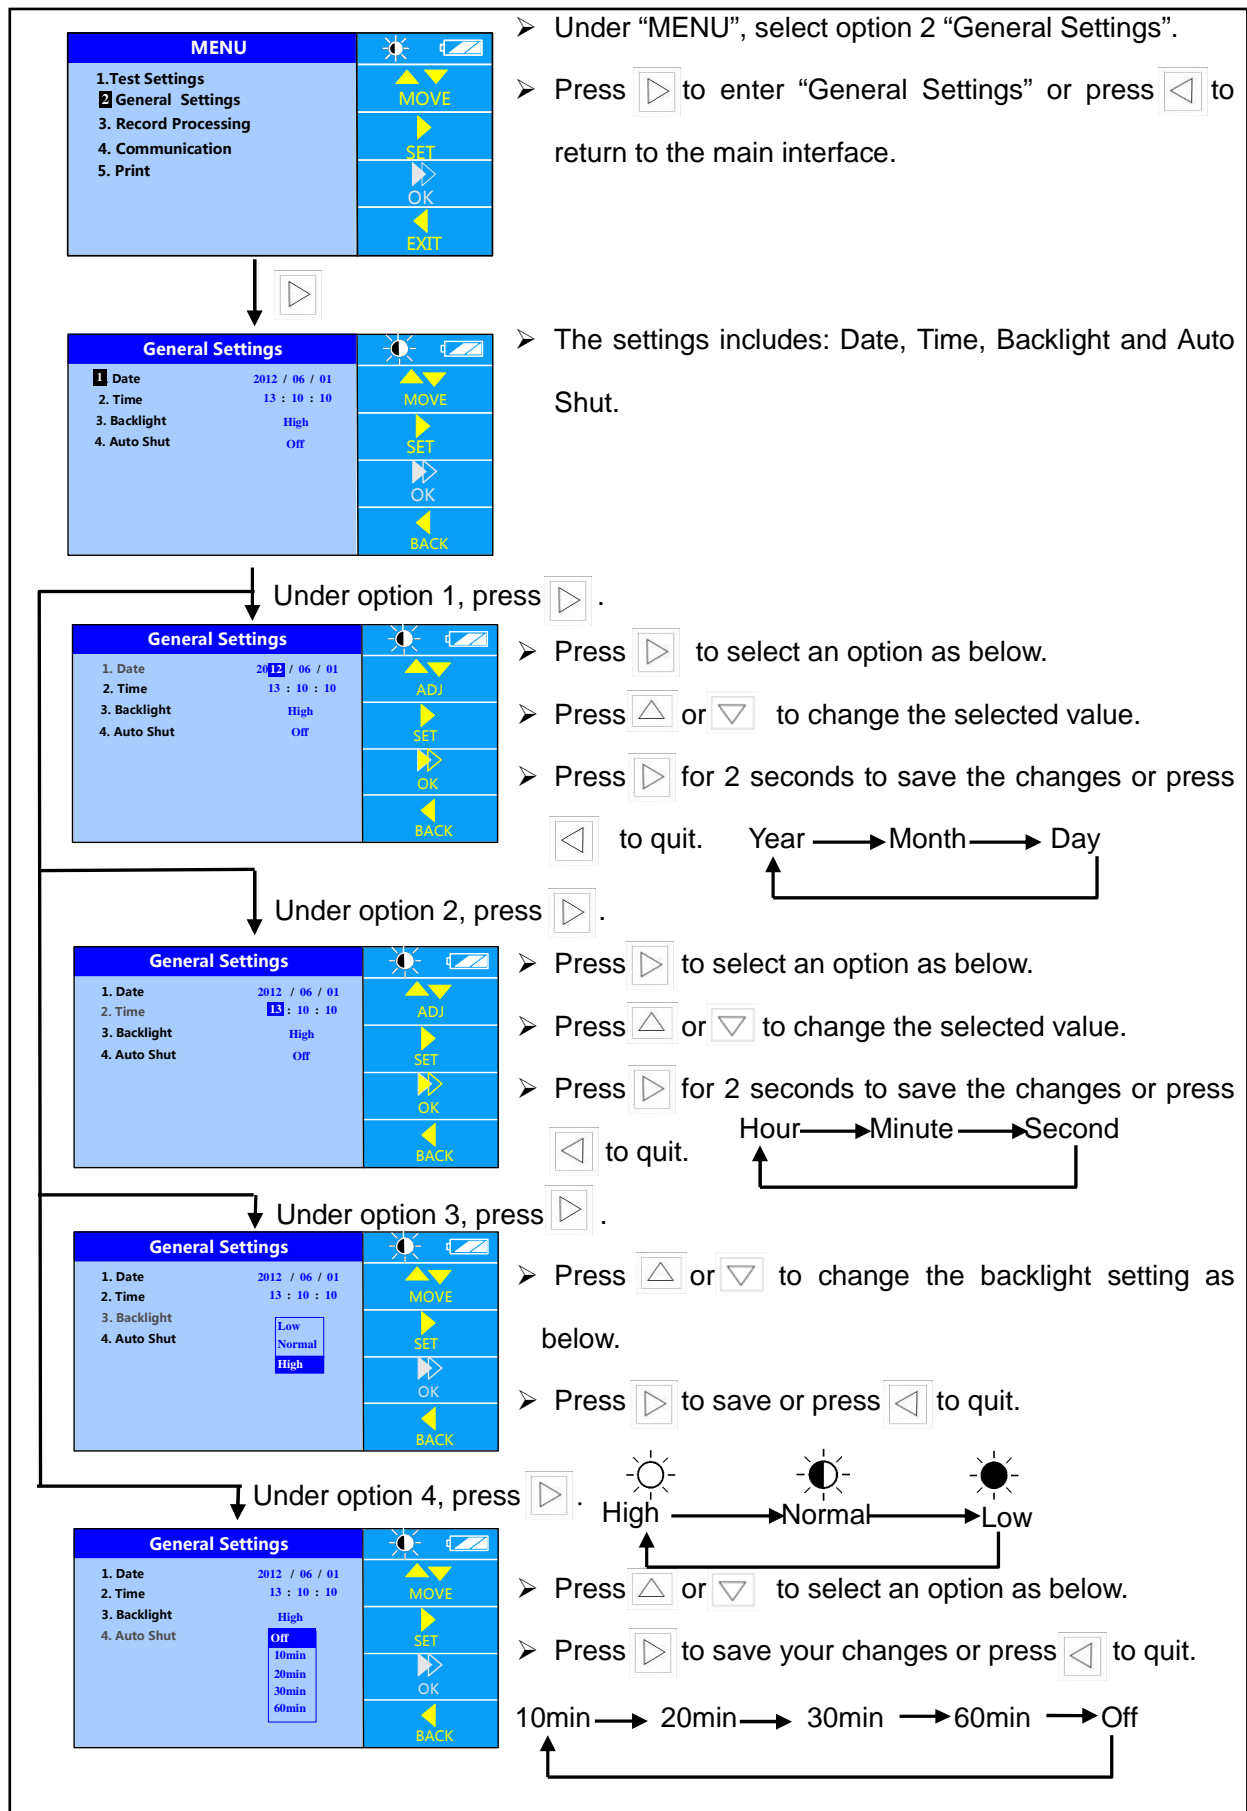 MENU
1.Test Settings
2 General Settings
3. Record Processing
4. Communication
5. Print
MOVE
SET
OK
EXIT
➢ Under “MENU”, select option 2 “General Settings”.
➢ Press to enter “General Settings” or press to
return to the main interface.
General Settings
1. Date 2012 / 06 / 01
2. Time 13 : 10 : 10
3. Backlight High
4. Auto Shut Off
MOVE
SET
OK
BACK
➢ The settings includes: Date, Time, Backlight and Auto
Shut.
Under option 1, press .
General Settings
1. Date 2012 / 06 / 01
2. Time 13 : 10 : 10
3. Backlight High
4. Auto Shut Off
ADJ
SET
OK
BACK
➢ Press to select an option as below.
➢ Press or to change the selected value.
➢ Press for 2 seconds to save the changes or press
to quit.
Year Month Day
Under option 2, press .
General Settings
1. Date 2012 / 06 / 01
2. Time 13 : 10 : 10
3. Backlight High
4. Auto Shut Off
ADJ
SET
OK
BACK
➢ Press to select an option as below.
➢ Press or to change the selected value.
➢ Press for 2 seconds to save the changes or press
to quit.
Hour Minute Second
Under option 3, press .
General Settings
1. Date 2012 / 06 / 01
2. Time 13 : 10 : 10
3. Backlight
4. Auto Shut
Low
Normal
High
MOVE
SET
OK
BACK
➢ Press or to change the backlight setting as
below.
➢ Press to save or press to quit.
High Normal Low
Under option 4, press .
General Settings
1. Date 2012 / 06 / 01
2. Time 13 : 10 : 10
3. Backlight High
4. Auto Shut
Off
10min
20min
30min
60min
MOVE
SET
OK
BACK
➢ Press or to select an option as below.
➢ Press to save your changes or press to quit.
10min 20min 30min 60min Off